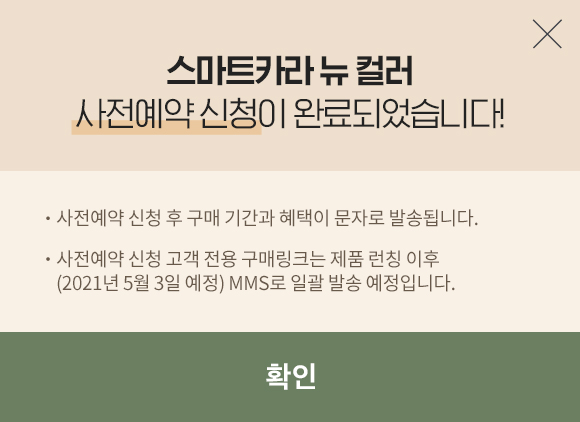 스마트카라 뉴 컬러
사전예약 신청이 완료되었습니다!
· 사전예약 신청 후 구매 기간과 혜택이 문자로 발송됩니다.
· 사전예약 신청 고객 전용 구매링크는 제품 런칭 이후
(2021년 5월 3일 예정) MMS로 일괄 발송 예정입니다.
확인